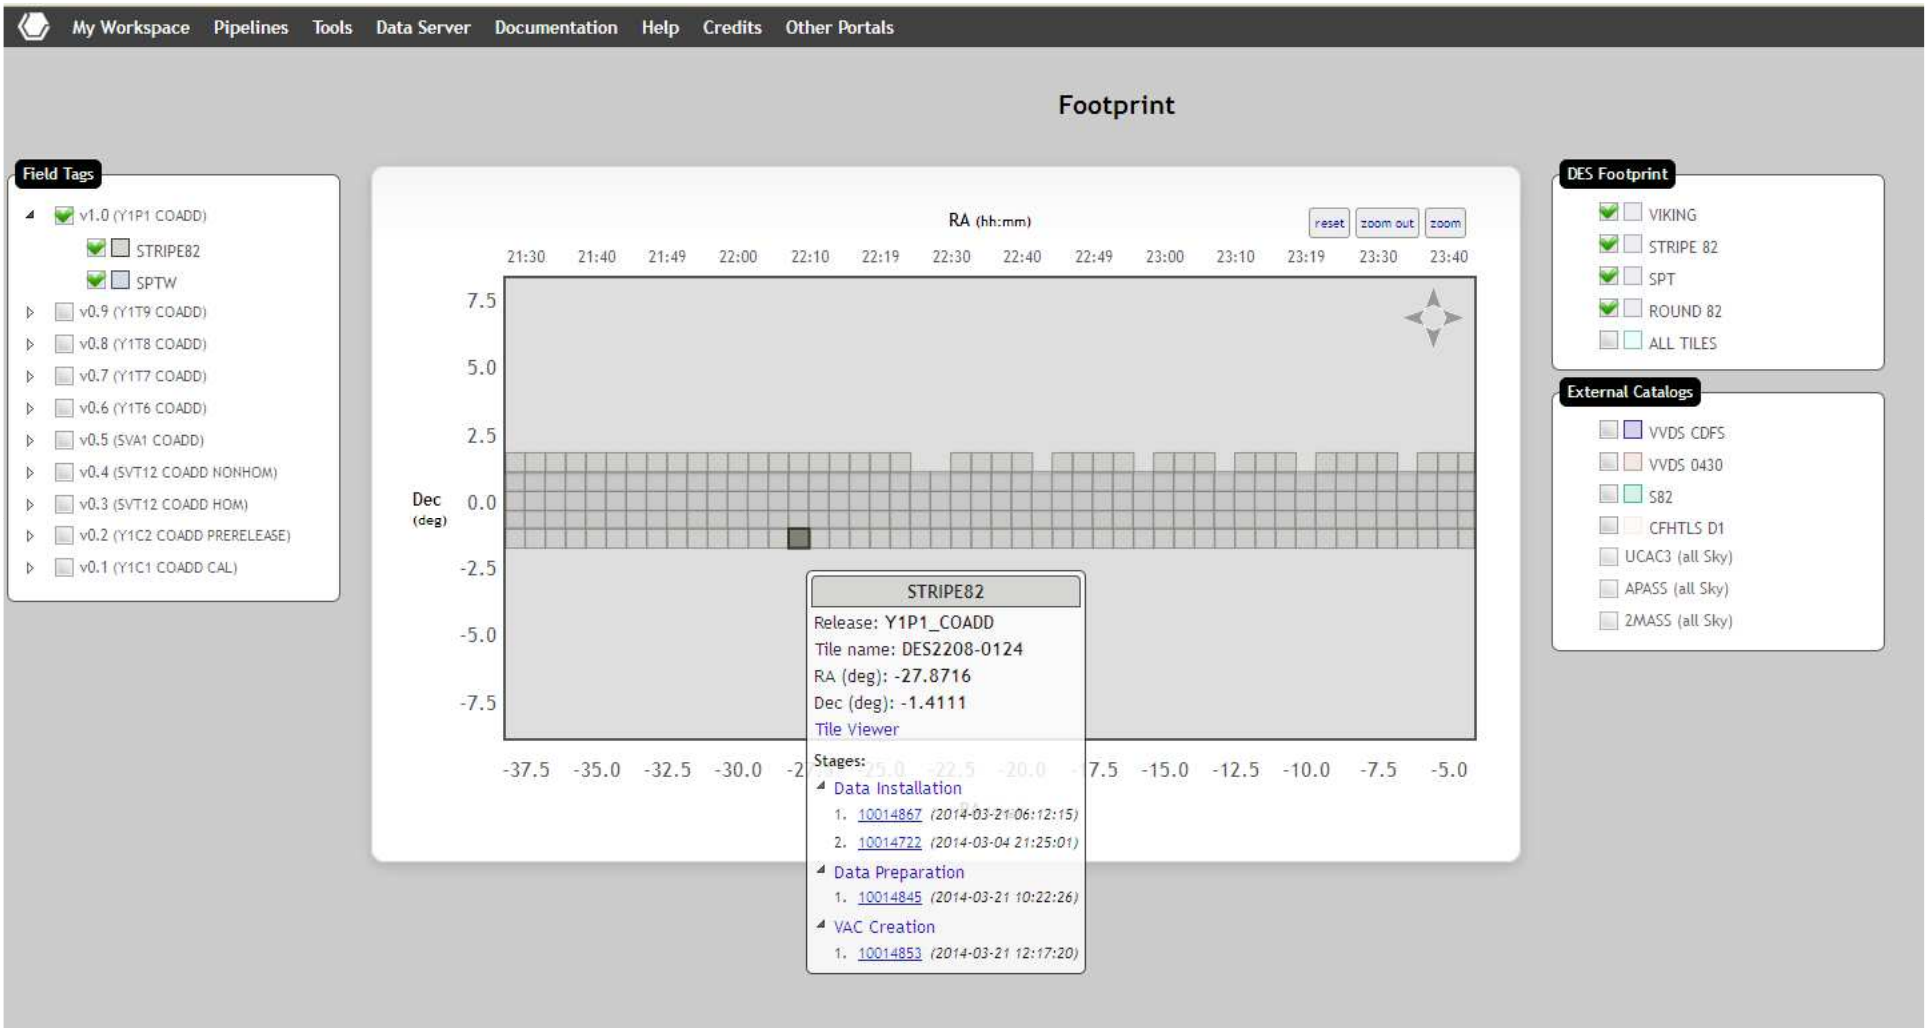 My Workspace Pipelines Tools Data Server Documentation Help Credits Other Portals
Footprint
Field Tags
v1.0 (Y1P1 COADD)
STRIPE82
SPTW
v0.9 (Y1T9 COADD)
v0.8 (Y1T8 COADD)
v0.7 (Y1T7 COADD)
v0.6 (Y1T6 COADD)
v0.5 (SVA1 COADD)
v0.4 (SVT12 COADD NONHOM)
v0.3 (SVT12 COADD HOM)
v0.2 (Y1C2 COADD PRERELEASE)
v0.1 (Y1C1 COADD CAL)
RA (hh:mm)
reset zoom out zoom
21:30 21:40 21:49 22:00 22:10 22:19 22:30 22:40 22:49 23:00 23:10 23:19 23:30 23:40
7.5
5.0
2.5
Dec
(deg)
0.0
-2.5
-5.0
-7.5
-37.5 -35.0 -32.5 -30.0 -25.0 -22.5 -20.0 -17.5 -15.0 -12.5 -10.0 -7.5 -5.0
STRIPE82
Release: Y1P1_COADD
Tile name: DES2208-0124
RA (deg): -27.8716
Dec (deg): -1.4111
Tile Viewer
Stages:
Data Installation
1. 10014867 (2014-03-21 06:12:15)
2. 10014722 (2014-03-04 21:25:01)
Data Preparation
1. 10014845 (2014-03-21 10:22:26)
VAC Creation
1. 10014853 (2014-03-21 12:17:20)
DES Footprint
VIKING
STRIPE 82
SPT
ROUND 82
ALL TILES
External Catalogs
VVDS CDFS
VVDS 0430
S82
CFHTLS D1
UCAC3 (all Sky)
APASS (all Sky)
2MASS (all Sky)